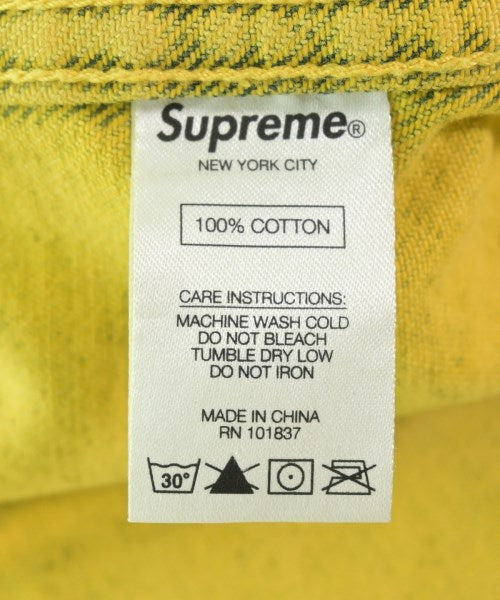 Supreme®
NEW YORK CITY
100% COTTON
CARE INSTRUCTIONS:
MACHINE WASH COLD
DO NOT BLEACH
TUMBLE DRY LOW
DO NOT IRON
MADE IN CHINA
RN 101837
30°